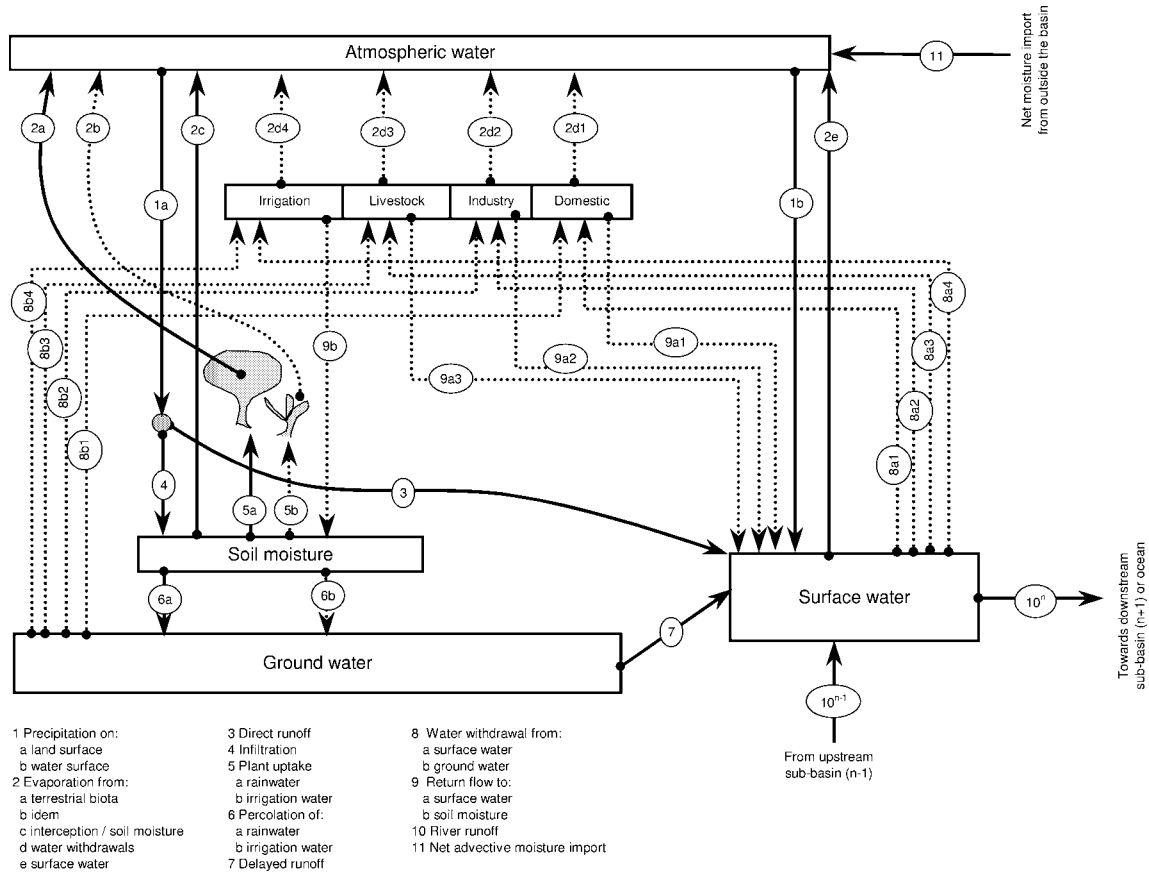 Atmospheric water
11
Net moisture import
from outside the basin
2a
2b
2c
2d4
2d3
2d2
2d1
2e
1a
Irrigation
Livestock
Industry
Domestic
1b
8b4
8b3
8b2
8b1
9b
9a3
9a2
9a1
8a4
8a3
8a2
8a1
4
5a
5b
3
Soil moisture
6a
6b
7
Ground water
Surface water
10ⁿ
Towards downstream
sub-basin (n+1) or ocean
10ⁿ⁻¹
From upstream
sub-basin (n-1)
1 Precipitation on:
a land surface
b water surface
2 Evaporation from:
a terrestrial biota
b idem
c interception / soil moisture
d water withdrawals
e surface water
3 Direct runoff
4 Infiltration
5 Plant uptake
a rainwater
b irrigation water
6 Percolation of:
a rainwater
b irrigation water
7 Delayed runoff
8 Water withdrawal from:
a surface water
b ground water
9 Return flow to:
a surface water
b soil moisture
10 River runoff
11 Net advective moisture import